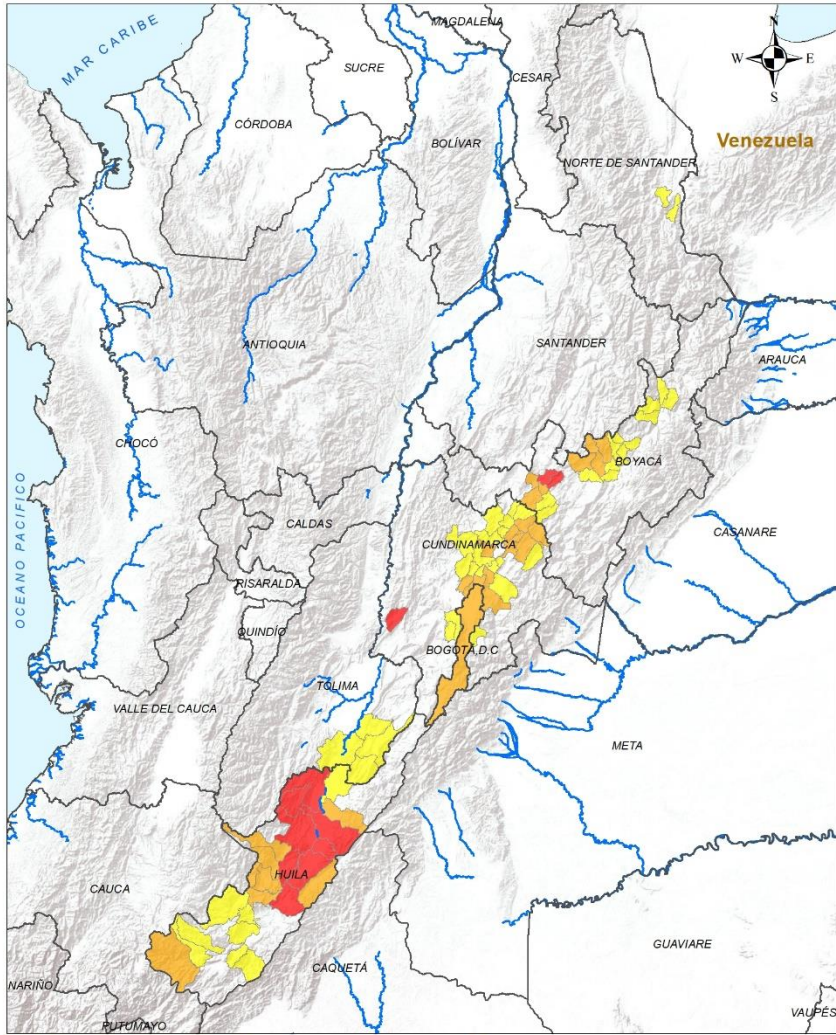 MAGDALENA
N
MAR CARIBE
SUCRE
CESAR
W
E
S
CÓRDOBA
BOLÍVAR
Venezuela
NORTE DE SANTANDER
ANTIOQUIA
SANTANDER
ARAUCA
CHOCÓ
BOYACÁ
OCEANO PACIFICO
CALDAS
CUNDINAMARCA
CASANARE
RISARALDA
QUINDÍO
BOGOTÁ,D.C
TOLIMA
VALLE DEL CAUCA
META
HUILA
CAUCA
GUAVIARE
CAQUETÁ
NARIÑO
PUTUMAYO
VAUPÉS